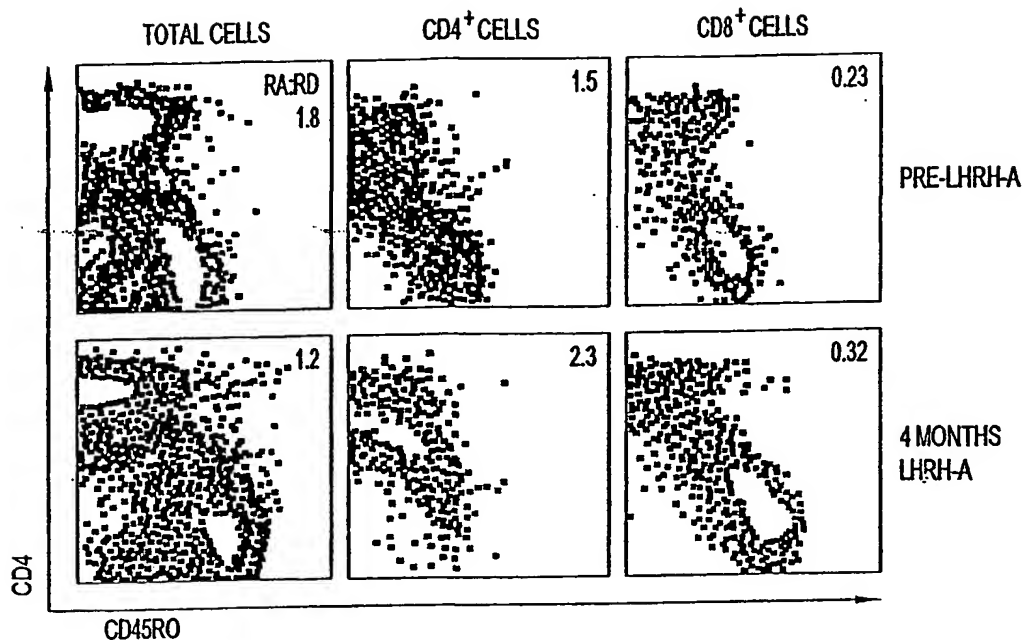 TOTAL CELLS CD4+ CELLS CD8+ CELLS
RA:RD
1.8 1.5 0.23
PRE-LHRH-A
1.2 2.3 0.32
4 MONTHS
LHRH-A
CD4
CD45RO